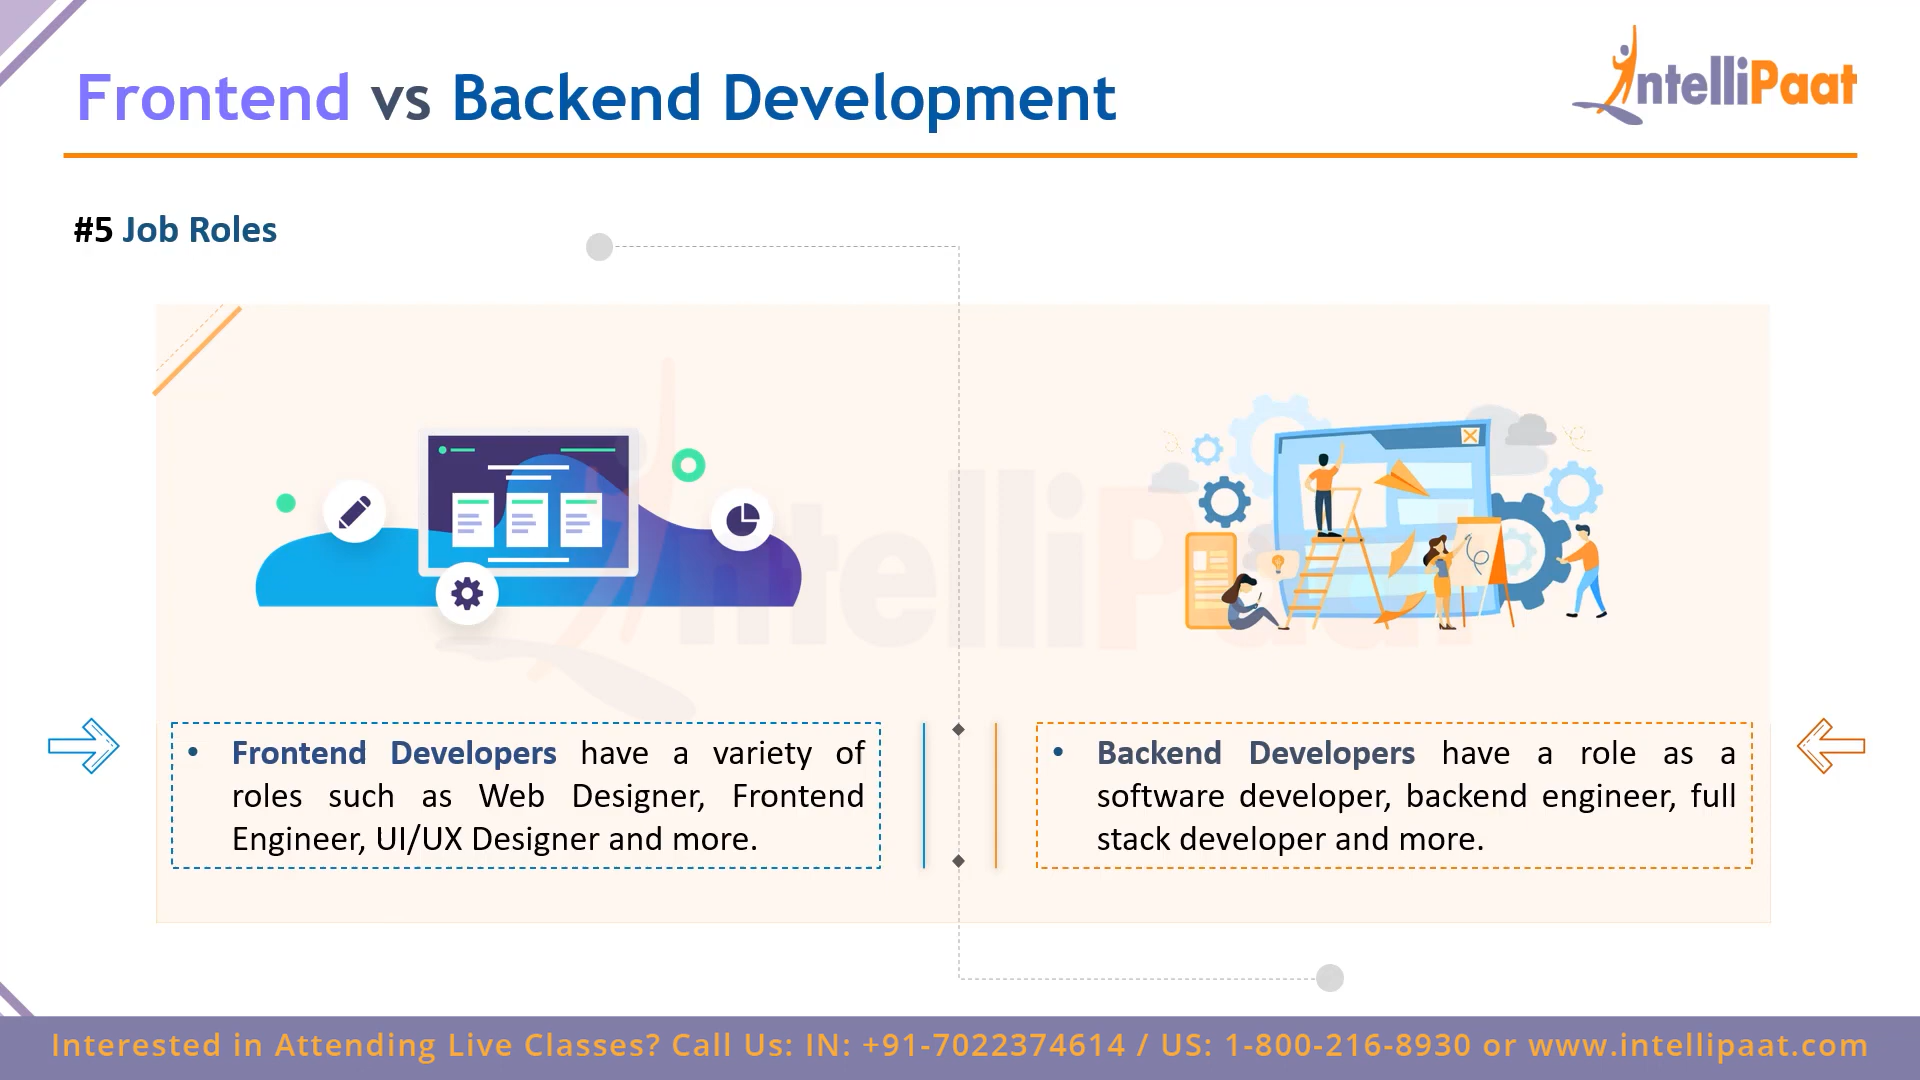 Frontend vs Backend Development
IntelliPaat
#5 Job Roles
IntelliPaat
• Frontend Developers have a variety of
roles such as Web Designer, Frontend
Engineer, UI/UX Designer and more.
• Backend Developers have a role as a
software developer, backend engineer, full
stack developer and more.
Interested in Attending Live Classes? Call Us: IN: +91-7022374614 / US: 1-800-216-8930 or www.intellipaat.com